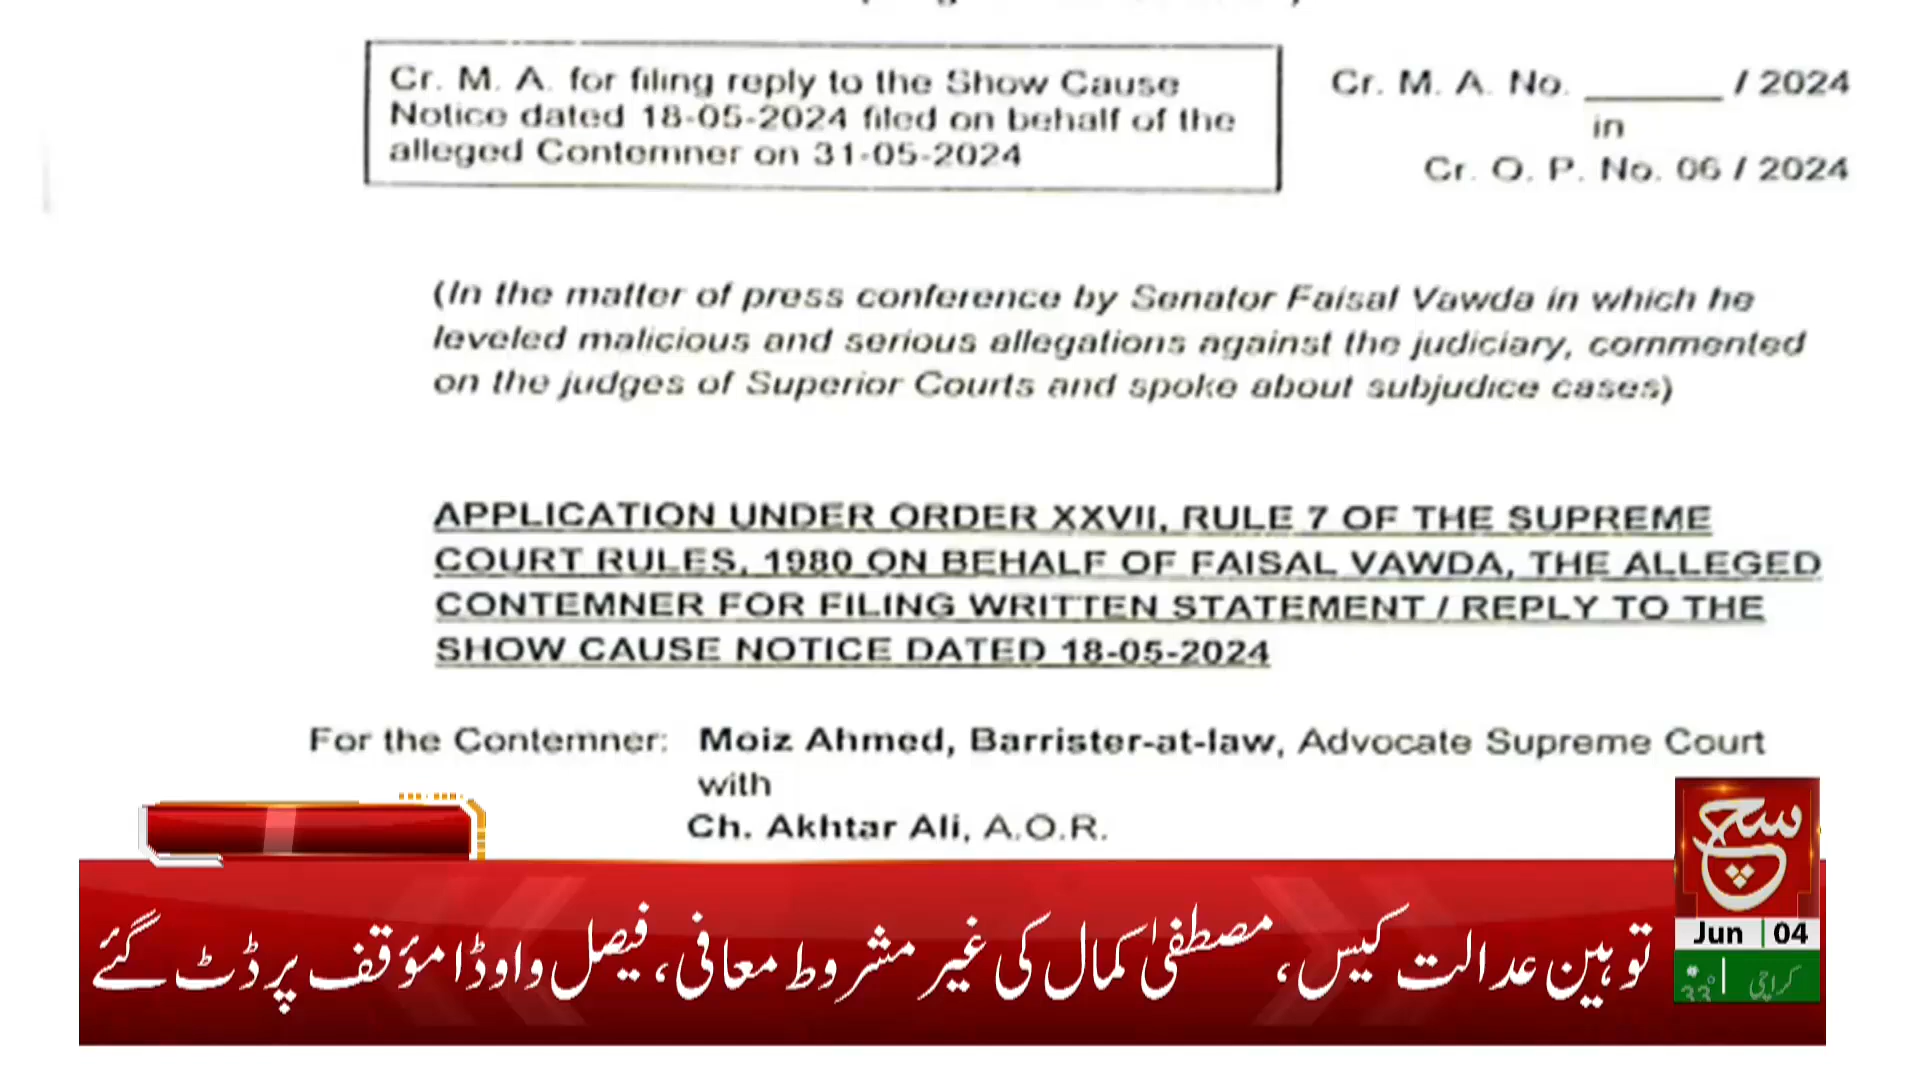 Cr. M. A. for filing reply to the Show Cause
Notice dated 18-05-2024 filed on behalf of the
alleged Contemner on 31-05-2024
Cr. M. A. No. ______ / 2024
in
Cr. O. P. No. 06 / 2024
(In the matter of press conference by Senator Faisal Vawda in which he
leveled malicious and serious allegations against the judiciary, commented
on the judges of Superior Courts and spoke about subjudice cases)
APPLICATION UNDER ORDER XXVII, RULE 7 OF THE SUPREME
COURT RULES, 1980 ON BEHALF OF FAISAL VAWDA, THE ALLEGED
CONTEMNER FOR FILING WRITTEN STATEMENT / REPLY TO THE
SHOW CAUSE NOTICE DATED 18-05-2024
For the Contemner: Moiz Ahmed, Barrister-at-law, Advocate Supreme Court
with
Ch. Akhtar Ali, A.O.R.
سچ
توہین عدالت کیس، مصطفیٰ کمال کی غیر مشروط معافی، فیصل واوڈا مؤقف پر ڈٹ گئے
Jun | 04
33° کراچی